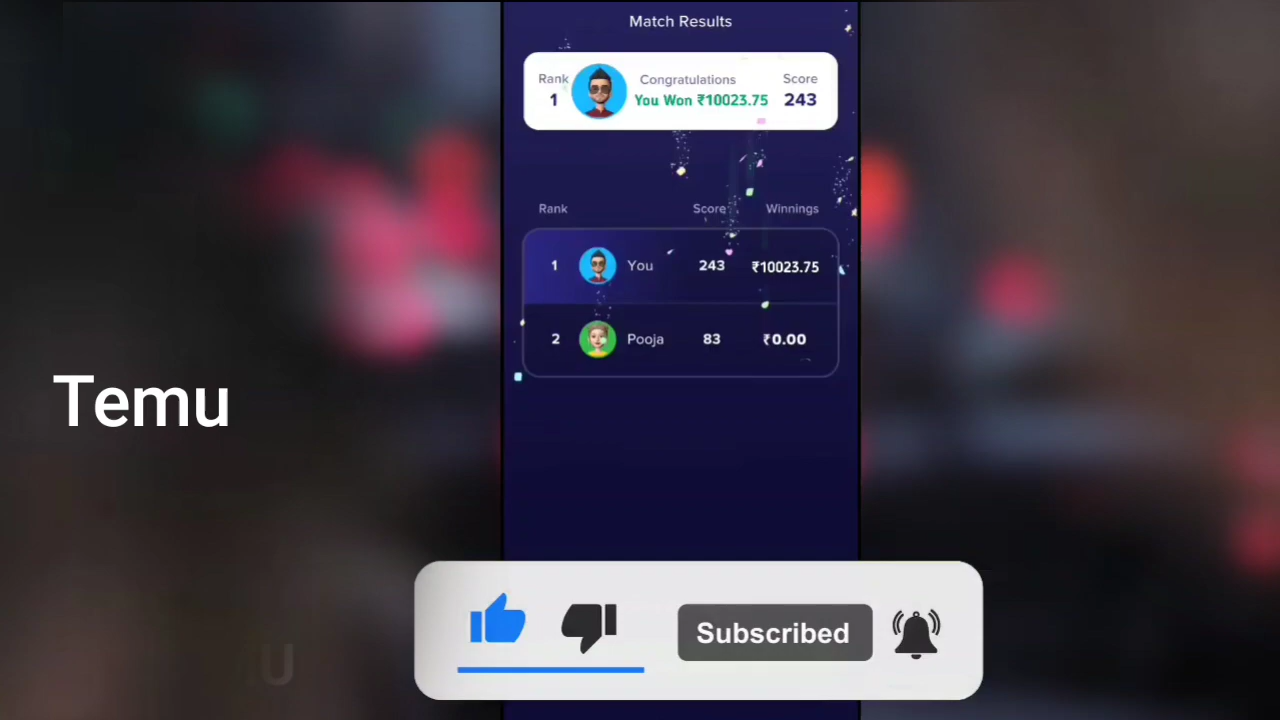 Match Results
Rank Congratulations Score
1 You Won ₹10023.75 243
Rank Score Winnings
1 You 243 ₹10023.75
2 Pooja 83 ₹0.00
Temu
Subscribed
U